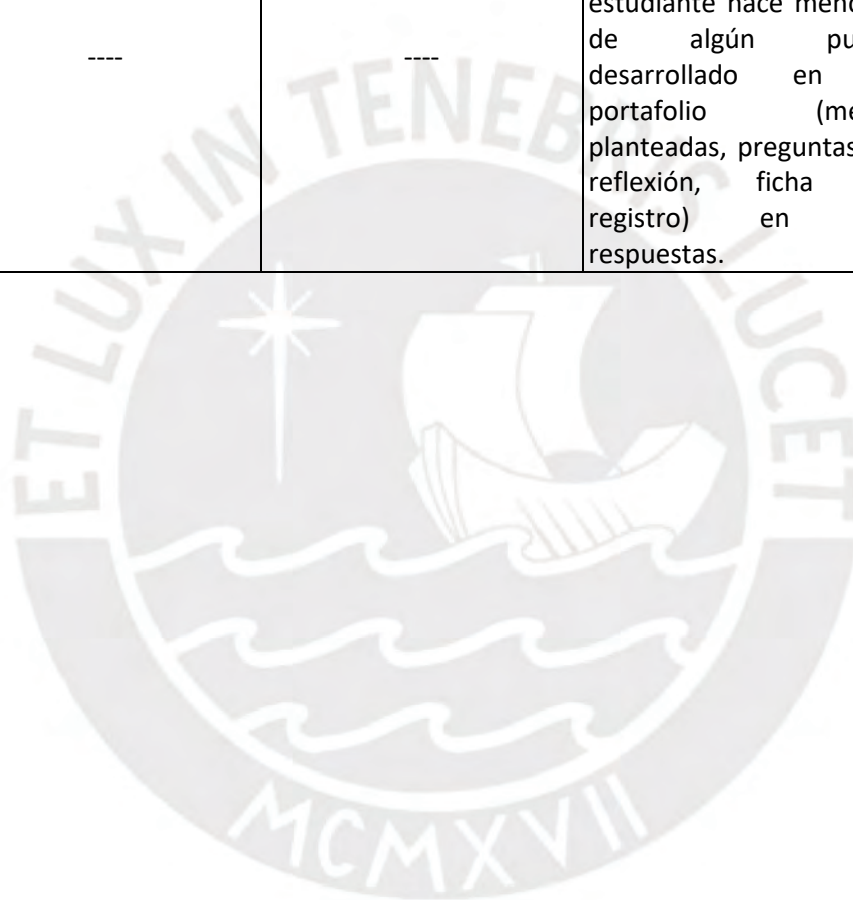 estudiante hace
---- ---- de algún pu
desarrollado en
portafolio (me
planteadas, preguntas
reflexión, ficha
registro) en
respuestas.
ET LUX IN TENEBRIS LUCET
MCMXVII